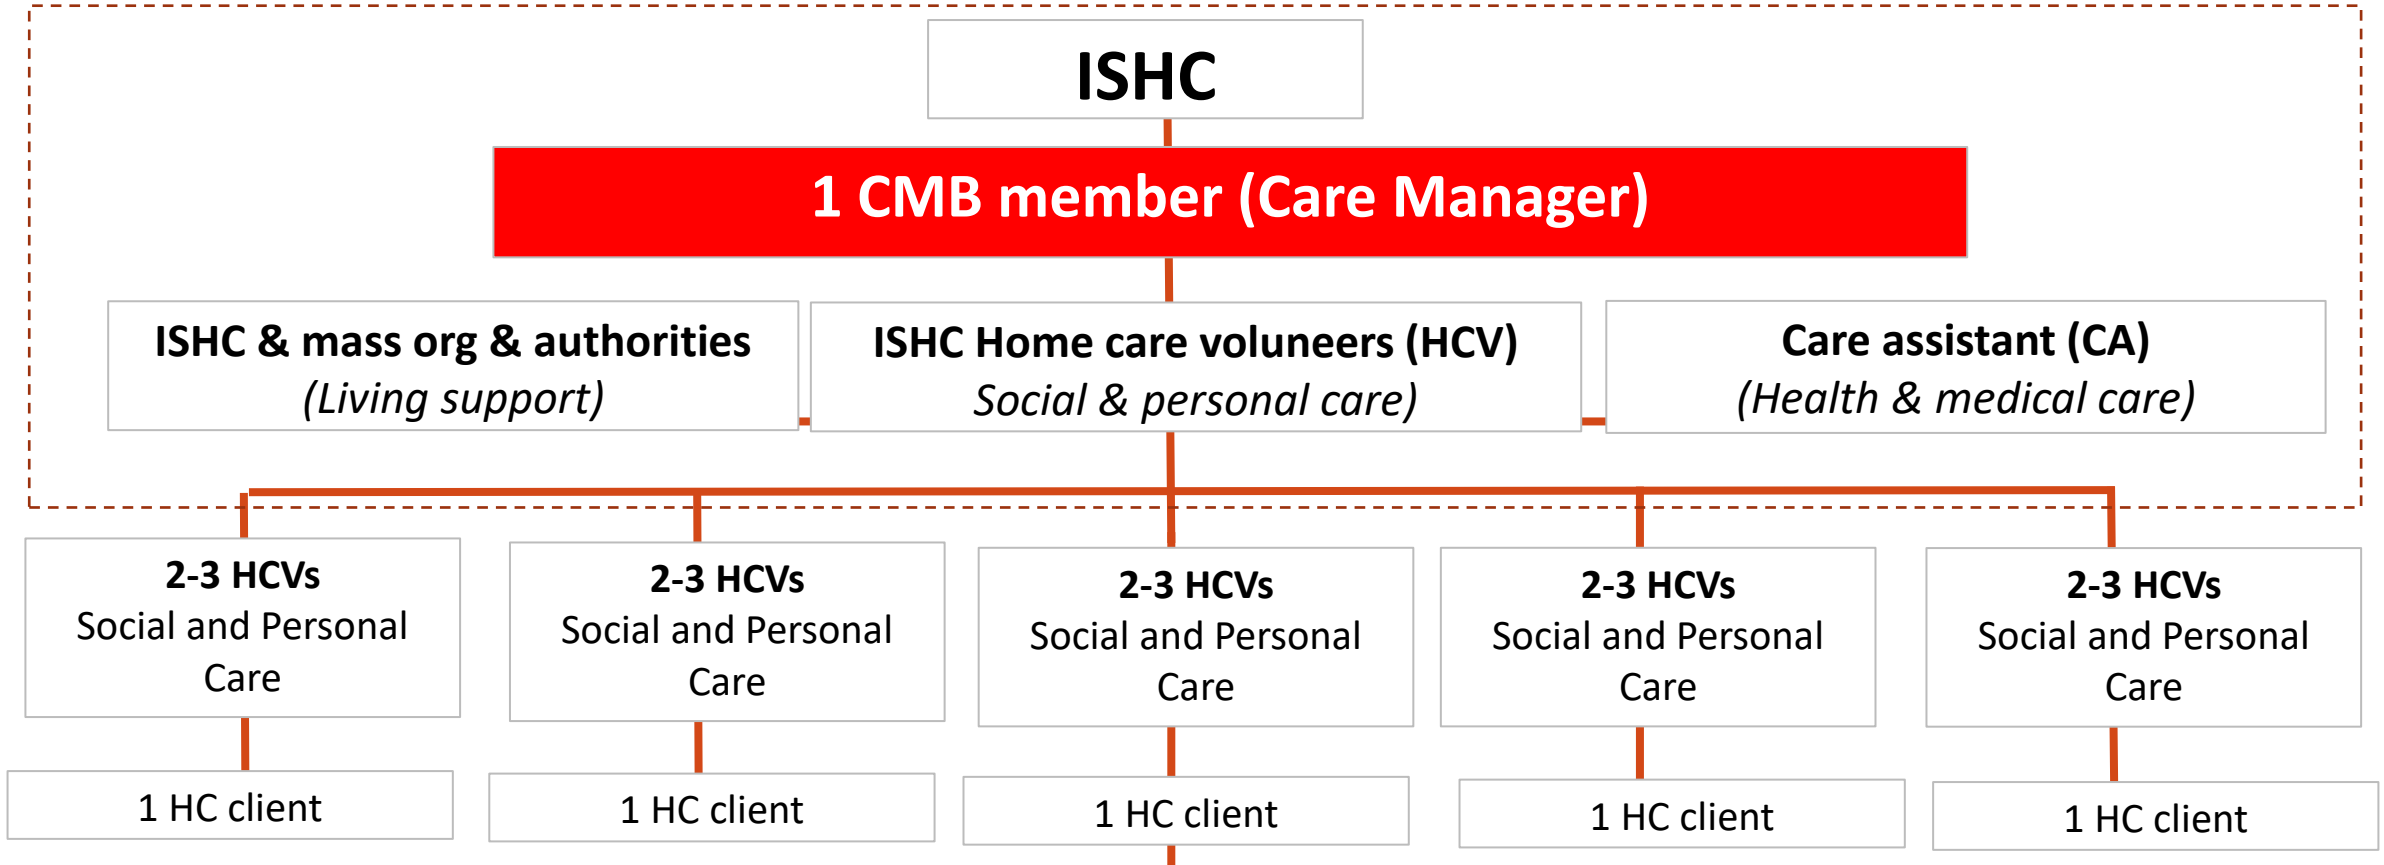 ISHC
1 CMB member (Care Manager)
ISHC & mass org & authorities
(Living support)
ISHC Home care voluneers (HCV)
Social & personal care)
Care assistant (CA)
(Health & medical care)
2-3 HCVs
Social and Personal
Care
2-3 HCVs
Social and Personal
Care
2-3 HCVs
Social and Personal
Care
2-3 HCVs
Social and Personal
Care
2-3 HCVs
Social and Personal
Care
1 HC client
1 HC client
1 HC client
1 HC client
1 HC client